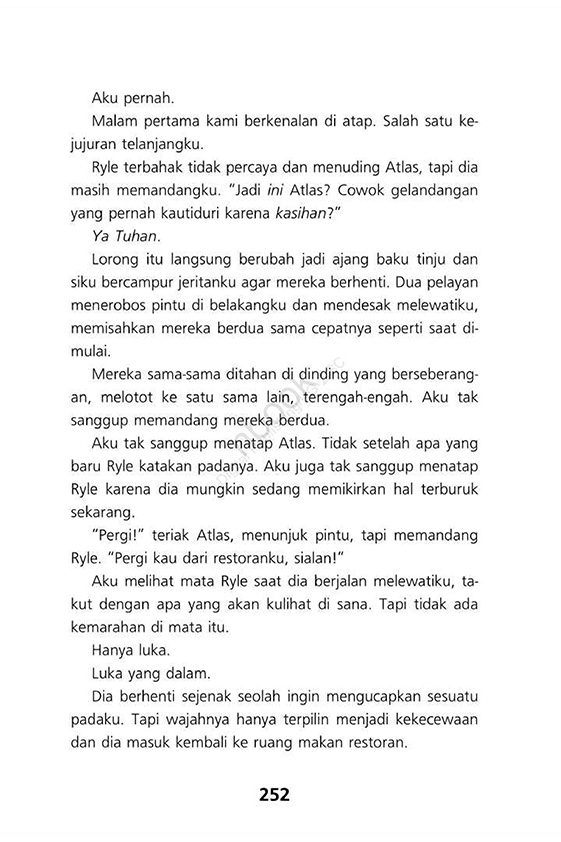 Aku pernah.
Malam pertama kami berkenalan di atap. Salah satu ke-
jujuran telanjangku.
Ryle terbahak tidak percaya dan menuding Atlas, tapi dia
masih memandangku. “Jadi ini Atlas? Cowok gelandangan
yang pernah kautiduri karena kasihan?”
Ya Tuhan.
Lorong itu langsung berubah jadi ajang baku tinju dan
siku bercampur jeritanku agar mereka berhenti. Dua pelayan
menerobos pintu di belakangku dan mendesak melewatiku,
memisahkan mereka berdua sama cepatnya seperti saat di-
mulai.
Mereka sama-sama ditahan di dinding yang berseberang-
an, melotot ke satu sama lain, terengah-engah. Aku tak
sanggup memandang mereka berdua.
Aku tak sanggup menatap Atlas. Tidak setelah apa yang
baru Ryle katakan padanya. Aku juga tak sanggup menatap
Ryle karena dia mungkin sedang memikirkan hal terburuk
sekarang.
“Pergi!” teriak Atlas, menunjuk pintu, tapi memandang
Ryle. “Pergi kau dari restoranku, sialan!”
Aku melihat mata Ryle saat dia berjalan melewatiku, ta-
kut dengan apa yang akan kulihat di sana. Tapi tidak ada
kemarahan di mata itu.
Hanya luka.
Luka yang dalam.
Dia berhenti sejenak seolah ingin mengucapkan sesuatu
padaku. Tapi wajahnya hanya terpilin menjadi kekecewaan
dan dia masuk kembali ke ruang makan restoran.
252